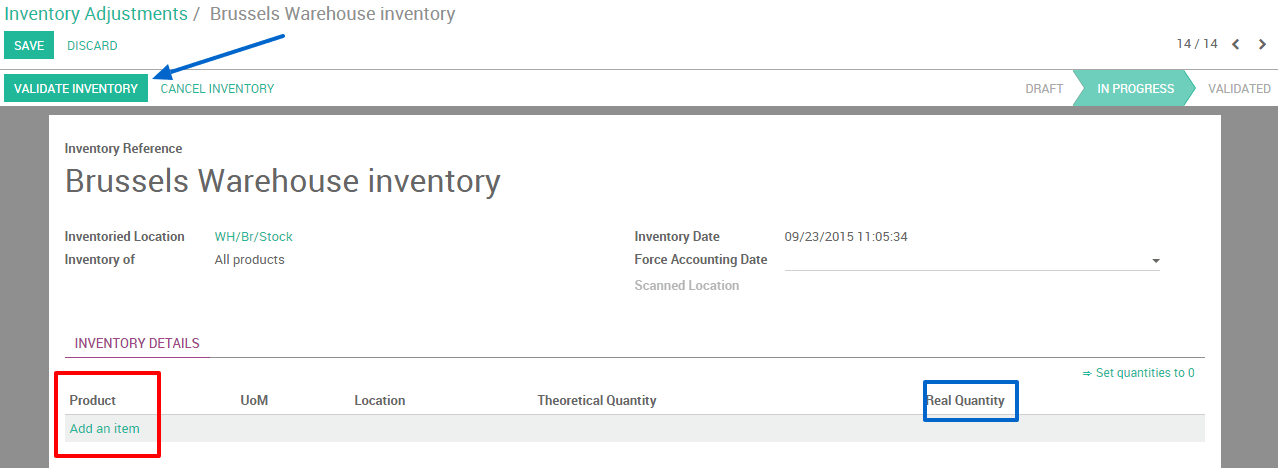 Inventory Adjustments / Brussels Warehouse inventory
SAVE DISCARD 14 / 14
VALIDATE INVENTORY CANCEL INVENTORY DRAFT IN PROGRESS VALIDATED
Inventory Reference
Brussels Warehouse inventory
Inventoried Location WH/Br/Stock Inventory Date 09/23/2015 11:05:34
Inventory of All products Force Accounting Date
Scanned Location
INVENTORY DETAILS
⇒ Set quantities to 0
Product UoM Location Theoretical Quantity Real Quantity
Add an item